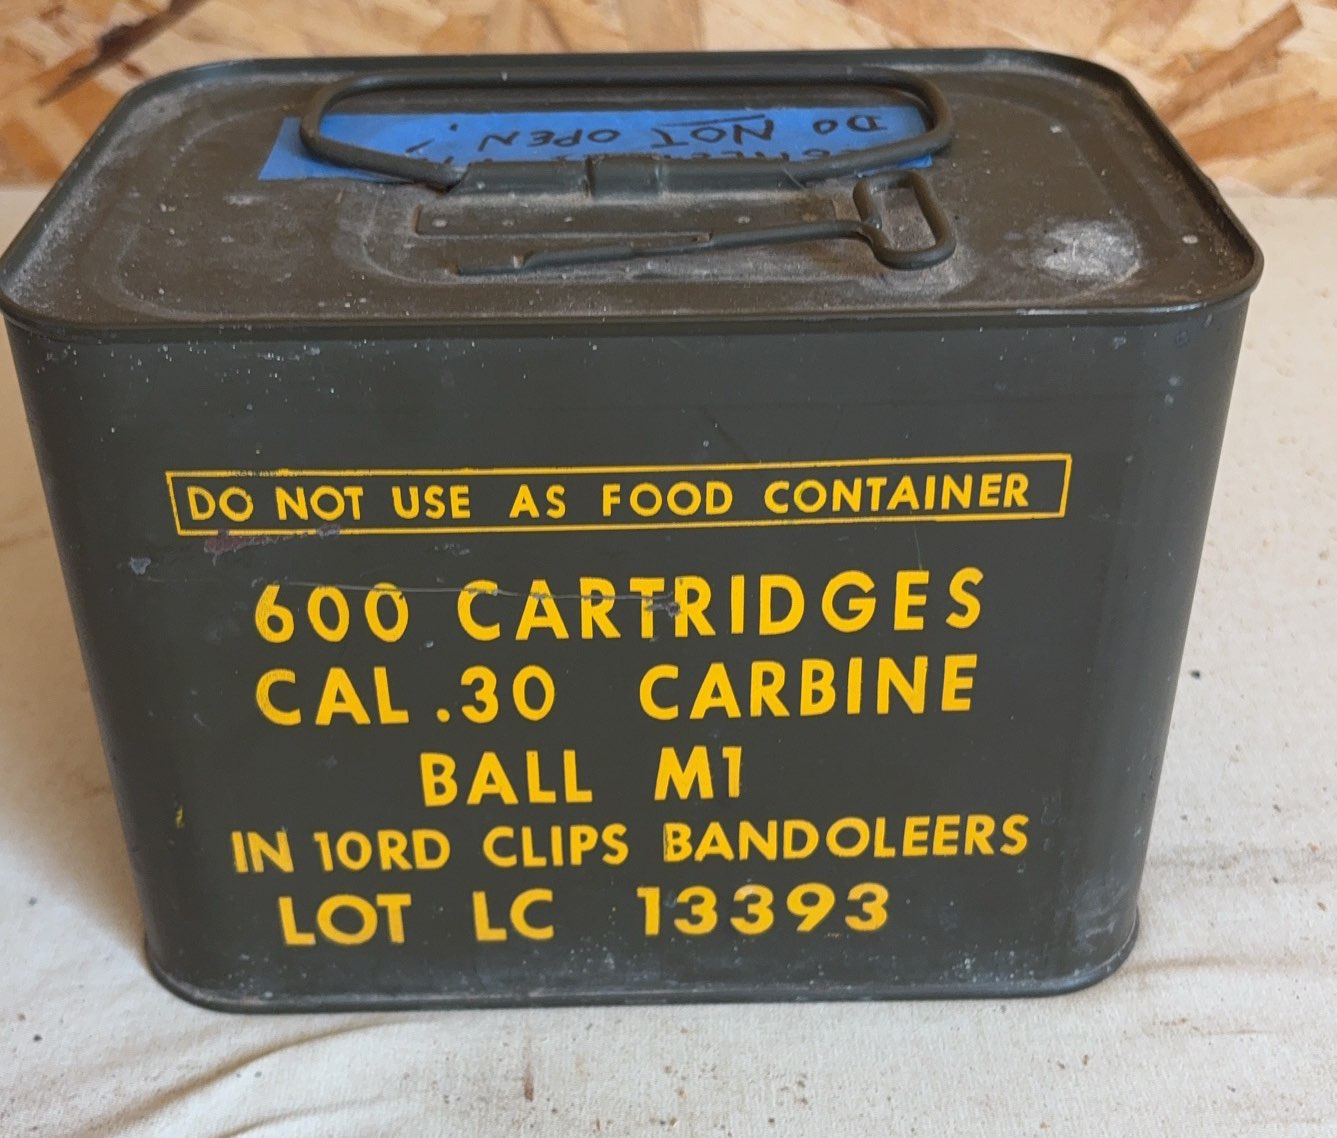 DO NOT OPEN!
DO NOT USE AS FOOD CONTAINER
600 CARTRIDGES
CAL .30 CARBINE
BALL M1
IN 10RD CLIPS BANDOLEERS
LOT LC 13393